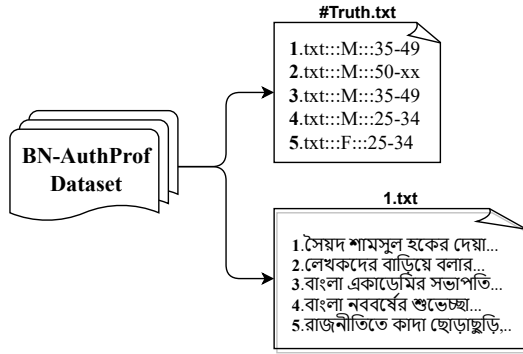 #Truth.txt
1.txt:::M:::35-49
2.txt:::M:::50-xx
3.txt:::M:::35-49
4.txt:::M:::25-34
5.txt:::F:::25-34
BN-AuthProf
Dataset
1.txt
1.সৈয়দ শামসুল হকের দেয়া...
2.লেখকদের বাড়িয়ে বলার...
3.বাংলা একাডেমির সভাপতি...
4.বাংলা নববর্ষের শুভেচ্ছা...
5.রাজনীতিতে কাদা ছোড়াছুড়ি,..